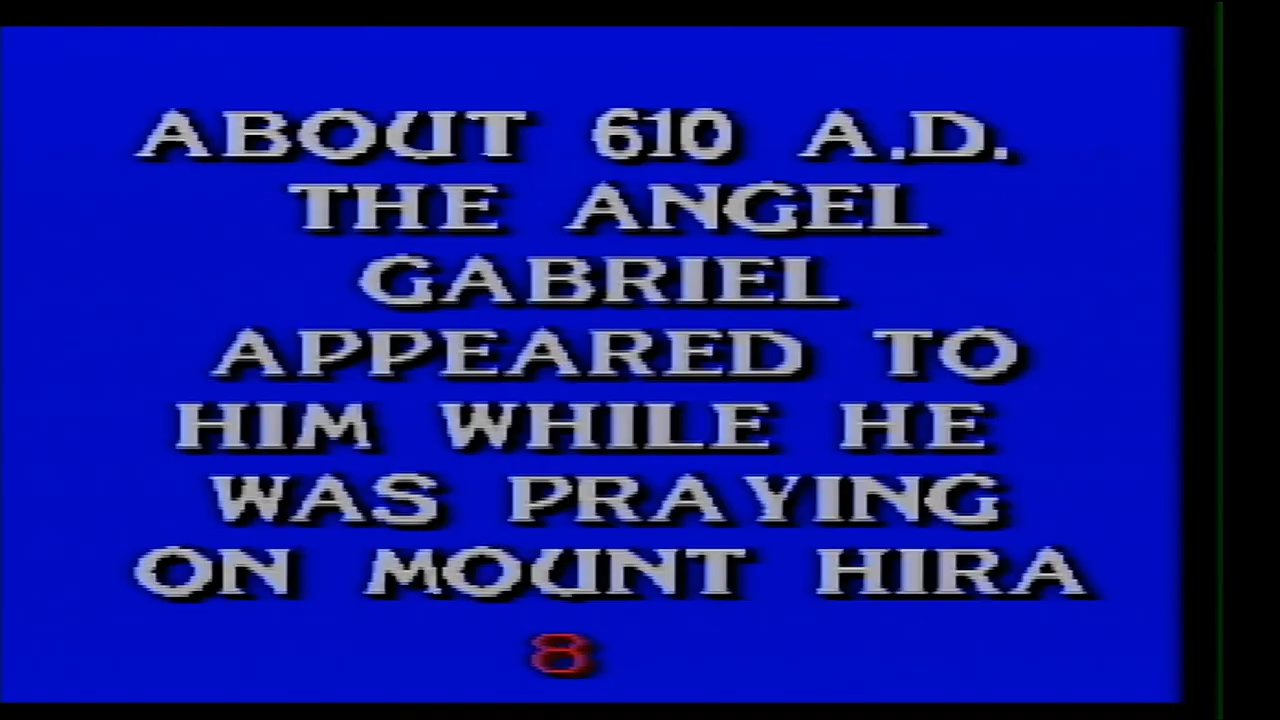 ABOUT 610 A.D.
THE ANGEL
GABRIEL
APPEARED TO
HIM WHILE HE
WAS PRAYING
ON MOUNT HIRA
8